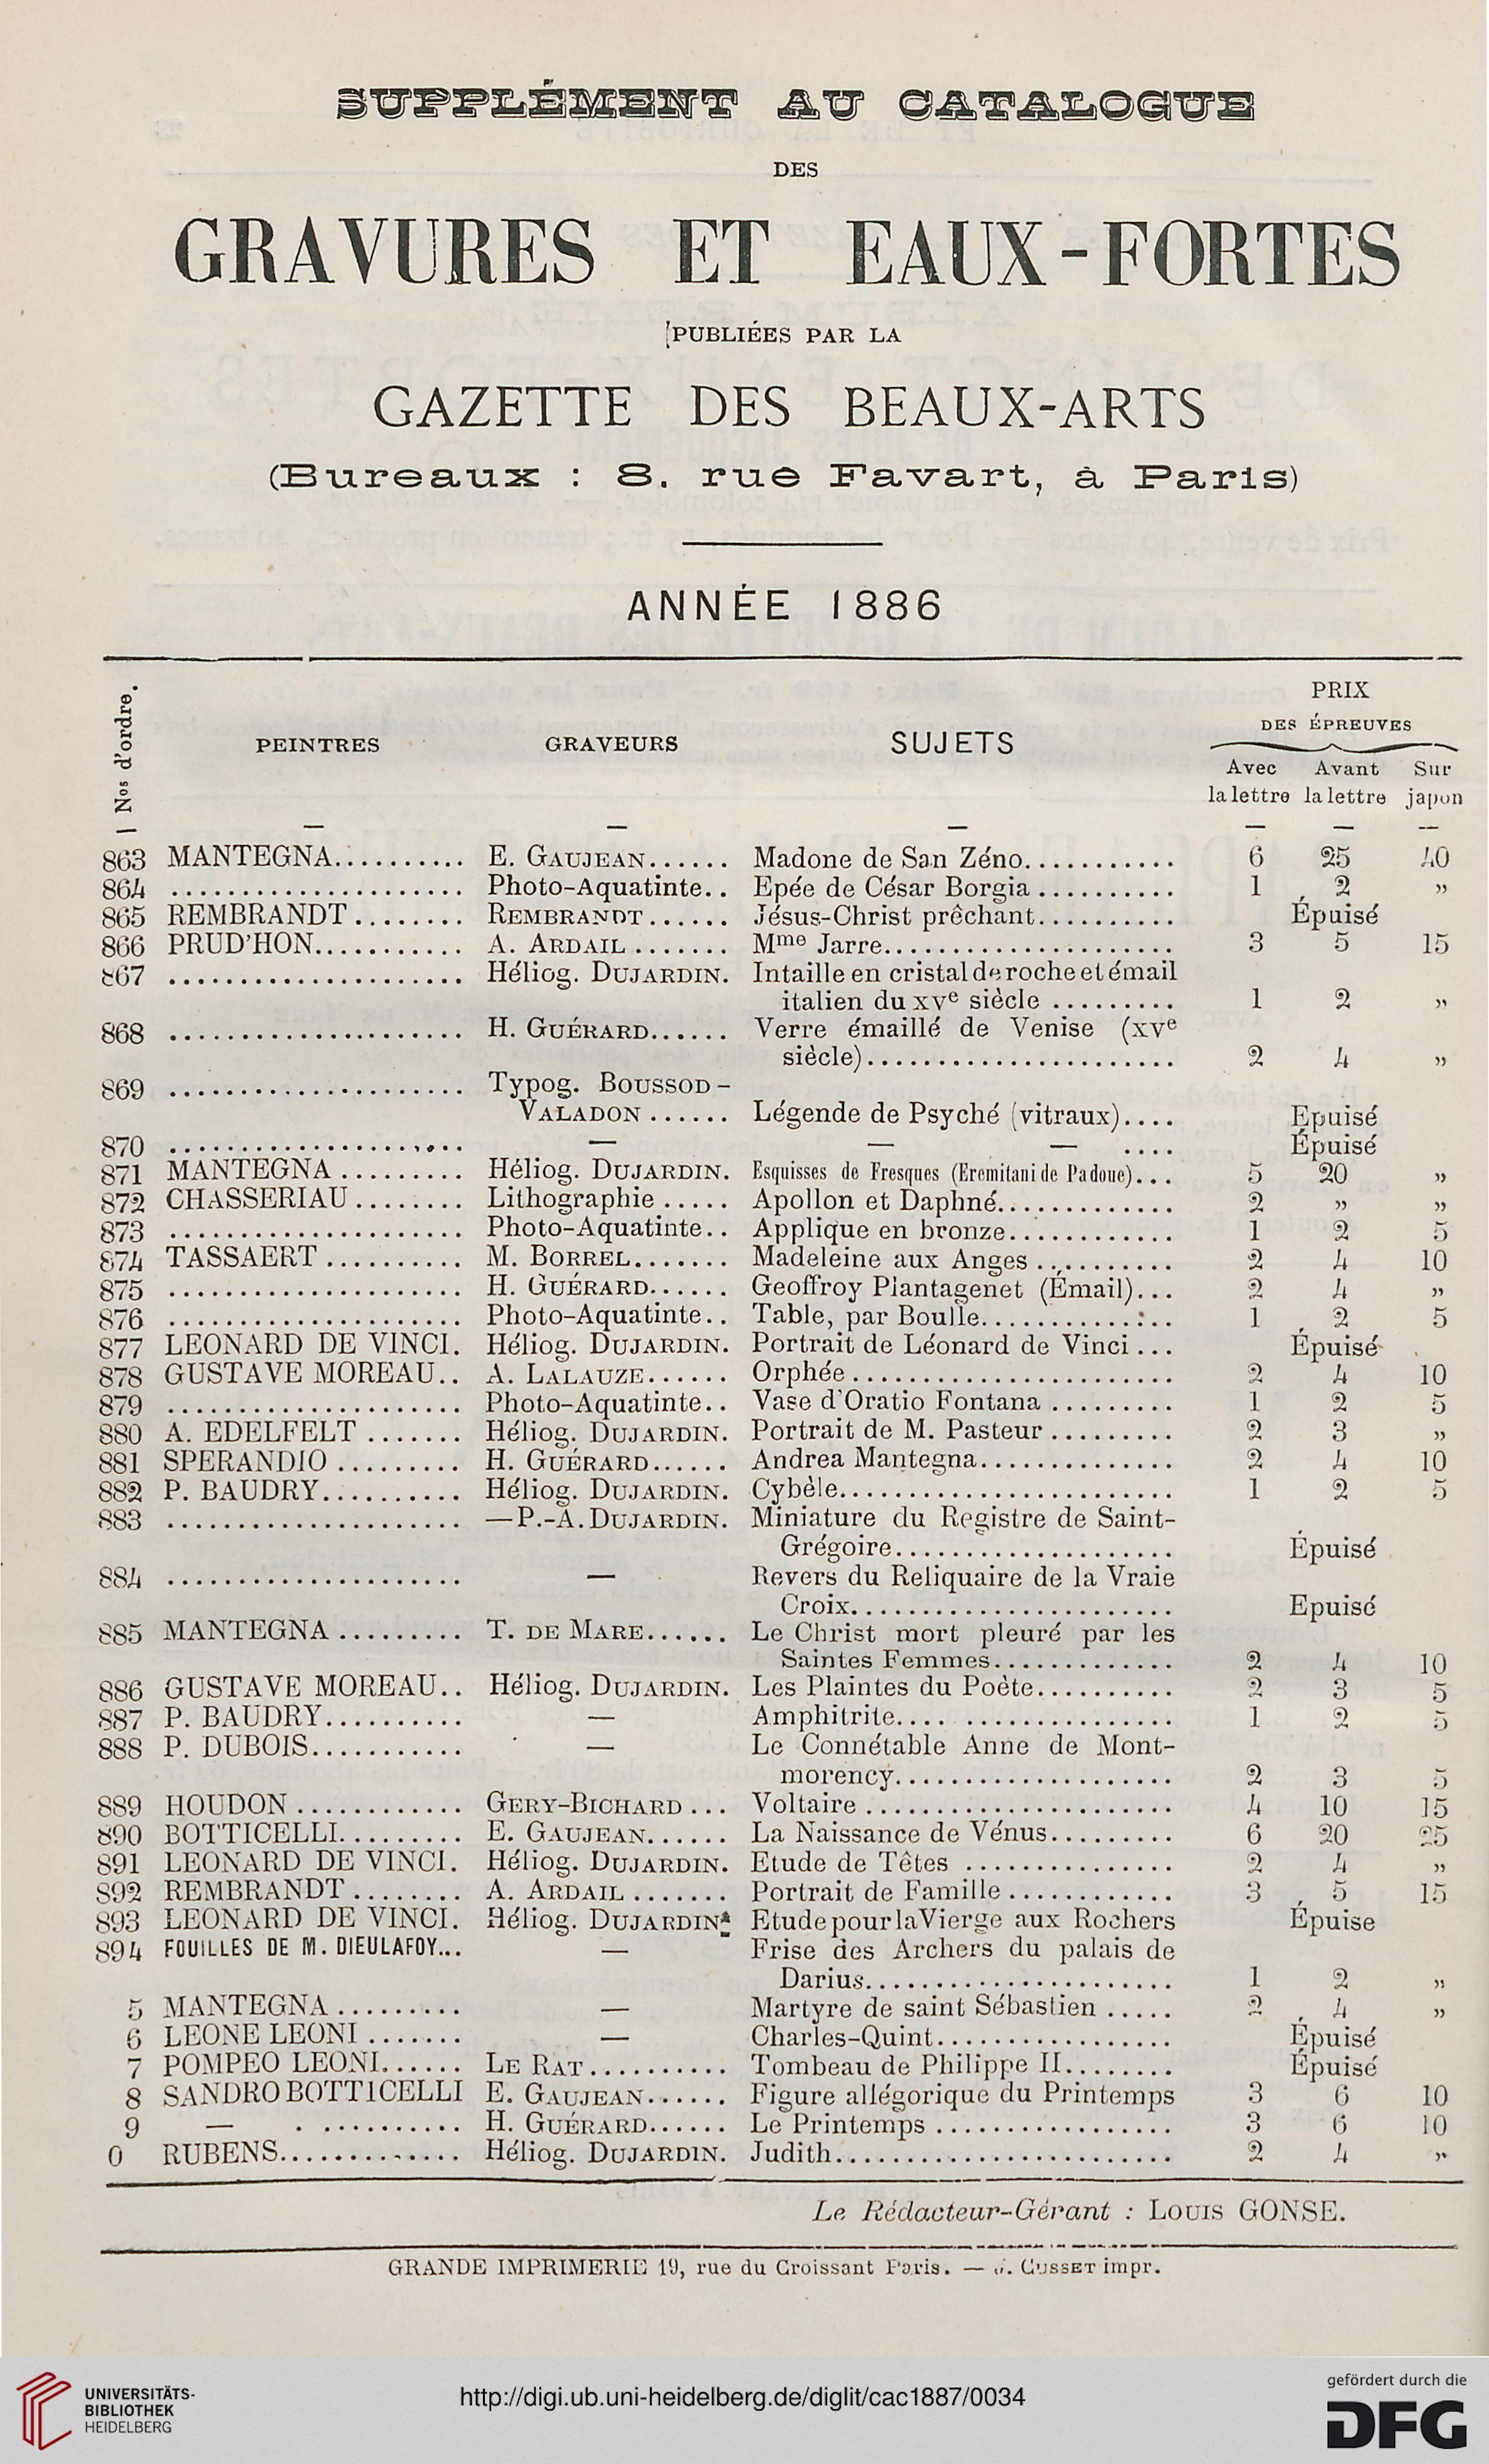 SUPPLÉMENT AU CATALOGUE
DES
GRAVURES ET EAUX-FORTES
PUBLIÉES PAR LA
GAZETTE DES BEAUX-ARTS
(Bureaux : 8. rue Favart, à Paris)
ANNÉE 1886
Nos d'ordre. PEINTRES GRAVEURS SUJETS PRIX
DES ÉPREUVES
Avec Avant Sur
la lettre la lettre japon
863 MANTEGNA.......... E. GAUJEAN...... Madone de San Zéno........... 6 25 40
864 ..................... Photo-Aquatinte.. Epée de César Borgia.......... 1 2 »
865 REMBRANDT........ REMBRANDT...... Jésus-Christ prêchant.......... Épuisé
866 PRUD'HON........... A. ARDAIL....... Mme Jarre..................... 3 5 15
867 ..................... Héliog. DUJARDIN. Intaille en cristal de roche et émail
italien du XVe siècle ......... 1 2 »
868 ..................... H. GUÉRARD...... Verre émaillé de Venise (XVe
siècle)...................... 2 4 »
869 ..................... Typog. BOUSSOD-
VALADON...... Légende de Psyché (vitraux).... Epuisé
870 ..................... — — — .... Épuisé
871 MANTEGNA......... Héliog. DUJARDIN. Esquisses de Fresques (Eremitani de Padoue)... 5 20 »
872 CHASSERIAU........ Lithographie..... Apollon et Daphné............. 2 » »
873 ..................... Photo-Aquatinte.. Applique en bronze............ 1 2 5
874 TASSAERT.......... M. BORREL....... Madeleine aux Anges.......... 2 4 10
875 ..................... H. GUÉRARD...... Geoffroy Plantagenet (Émail)... 2 4 »
876 ..................... Photo-Aquatinte.. Table, par Boulle.............. 1 2 5
877 LEONARD DE VINCI. Héliog. DUJARDIN. Portrait de Léonard de Vinci... Épuisé
878 GUSTAVE MOREAU.. A. LALAUZE...... Orphée....................... 2 4 10
879 ..................... Photo-Aquatinte.. Vase d'Oratio Fontana......... 1 2 5
880 A. EDELFELT....... Héliog. DUJARDIN. Portrait de M. Pasteur......... 2 3 »
881 SPERANDIO......... H. GUÉRARD...... Andrea Mantegna.............. 2 4 10
882 P. BAUDRY.......... Héliog. DUJARDIN. Cybèle........................ 1 2 5
883 ..................... —P.-A. DUJARDIN. Miniature du Registre de Saint-
Grégoire.................... Épuisé
884 ..................... — Revers du Reliquaire de la Vraie
Croix....................... Epuisé
885 MANTEGNA......... T. DE MARE...... Le Christ mort pleuré par les
Saintes Femmes............. 2 4 10
886 GUSTAVE MOREAU.. Héliog. DUJARDIN. Les Plaintes du Poète.......... 2 3 5
887 P. BAUDRY.......... — Amphitrite................... 1 2 5
888 P. DUBOIS........... — Le Connétable Anne de Mont-
morency.................... 2 3 5
889 HOUDON............ GERY-BICHARD... Voltaire...................... 4 10 15
890 BOTTICELLI......... E. GAUJEAN...... La Naissance de Vénus......... 6 20 25
891 LEONARD DE VINCI. Héliog. DUJARDIN. Etude de Têtes ............... 2 4 »
892 REMBRANDT........ A. ARDAIL....... Portrait de Famille............ 3 5 15
893 LEONARD DE VINCI. Héliog. DUJARDIN. Etude pour la Vierge aux Rochers Épuise
894 FOUILLES DE M. DIEULAFOY... — Frise des Archers du palais de
Darius...................... 1 2 »
5 MANTEGNA......... — Martyre de saint Sébastien..... 2 4 »
6 LEONE LEONI....... — Charles-Quint................. Épuisé
7 POMPEO LEONI...... LE RAT.......... Tombeau de Philippe II........ Épuisé
8 SANDRO BOTTICELLI E. GAUJEAN...... Figure allégorique du Printemps 3 6 10
9 — .......... H. GUÉRARD...... Le Printemps ................. 3 6 10
0 RUBENS............. Héliog. DUJARDIN. Judith........................ 2 4 »
Le Rédacteur-Gérant : LOUIS GONSE.
GRANDE IMPRIMERIE 19, rue du Croissant Paris. — J. CUSSET impr.
UNIVERSITÄTS-
BIBLIOTHEK
HEIDELBERG
http://digi.ub.uni-heidelberg.de/diglit/cac1887/0034
gefördert durch die
DFG